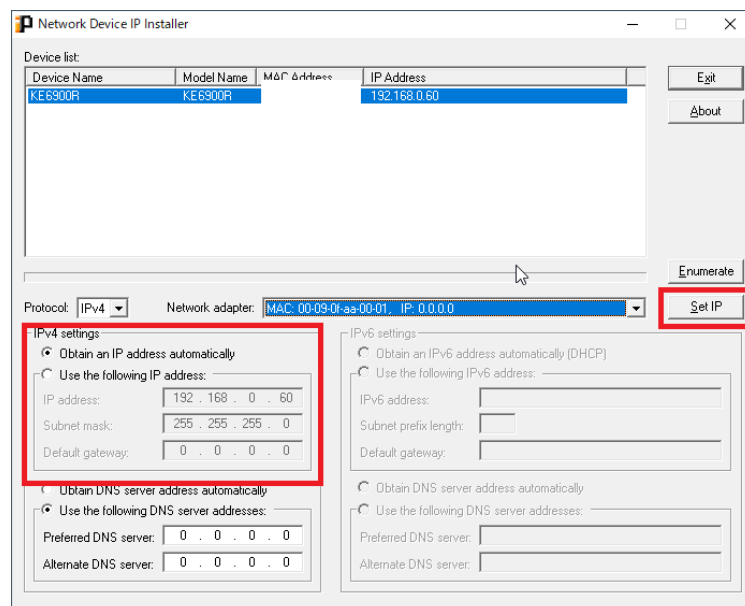 Network Device IP Installer
Device list:
Device Name Model Name MAC Address IP Address
KE6900R KE6900R 192.168.0.60
Exit
About
Enumerate
Protocol: IPv4 Network adapter: MAC: 00-09-0f-aa-00-01, IP: 0.0.0.0
Set IP
IPv4 settings
Obtain an IP address automatically
Use the following IP address:
IP address: 192 . 168 . 0 . 60
Subnet mask: 255 . 255 . 255 . 0
Default gateway: 0 . 0 . 0 . 0
Obtain DNS server address automatically
Use the following DNS server addresses:
Preferred DNS server: 0 . 0 . 0 . 0
Alternate DNS server: 0 . 0 . 0 . 0
IPv6 settings
Obtain an IPv6 address automatically (DHCP)
Use the following IPv6 address:
IPv6 address:
Subnet prefix length:
Default gateway:
Obtain DNS server address automatically
Use the following DNS server addresses:
Preferred DNS server:
Alternate DNS server: